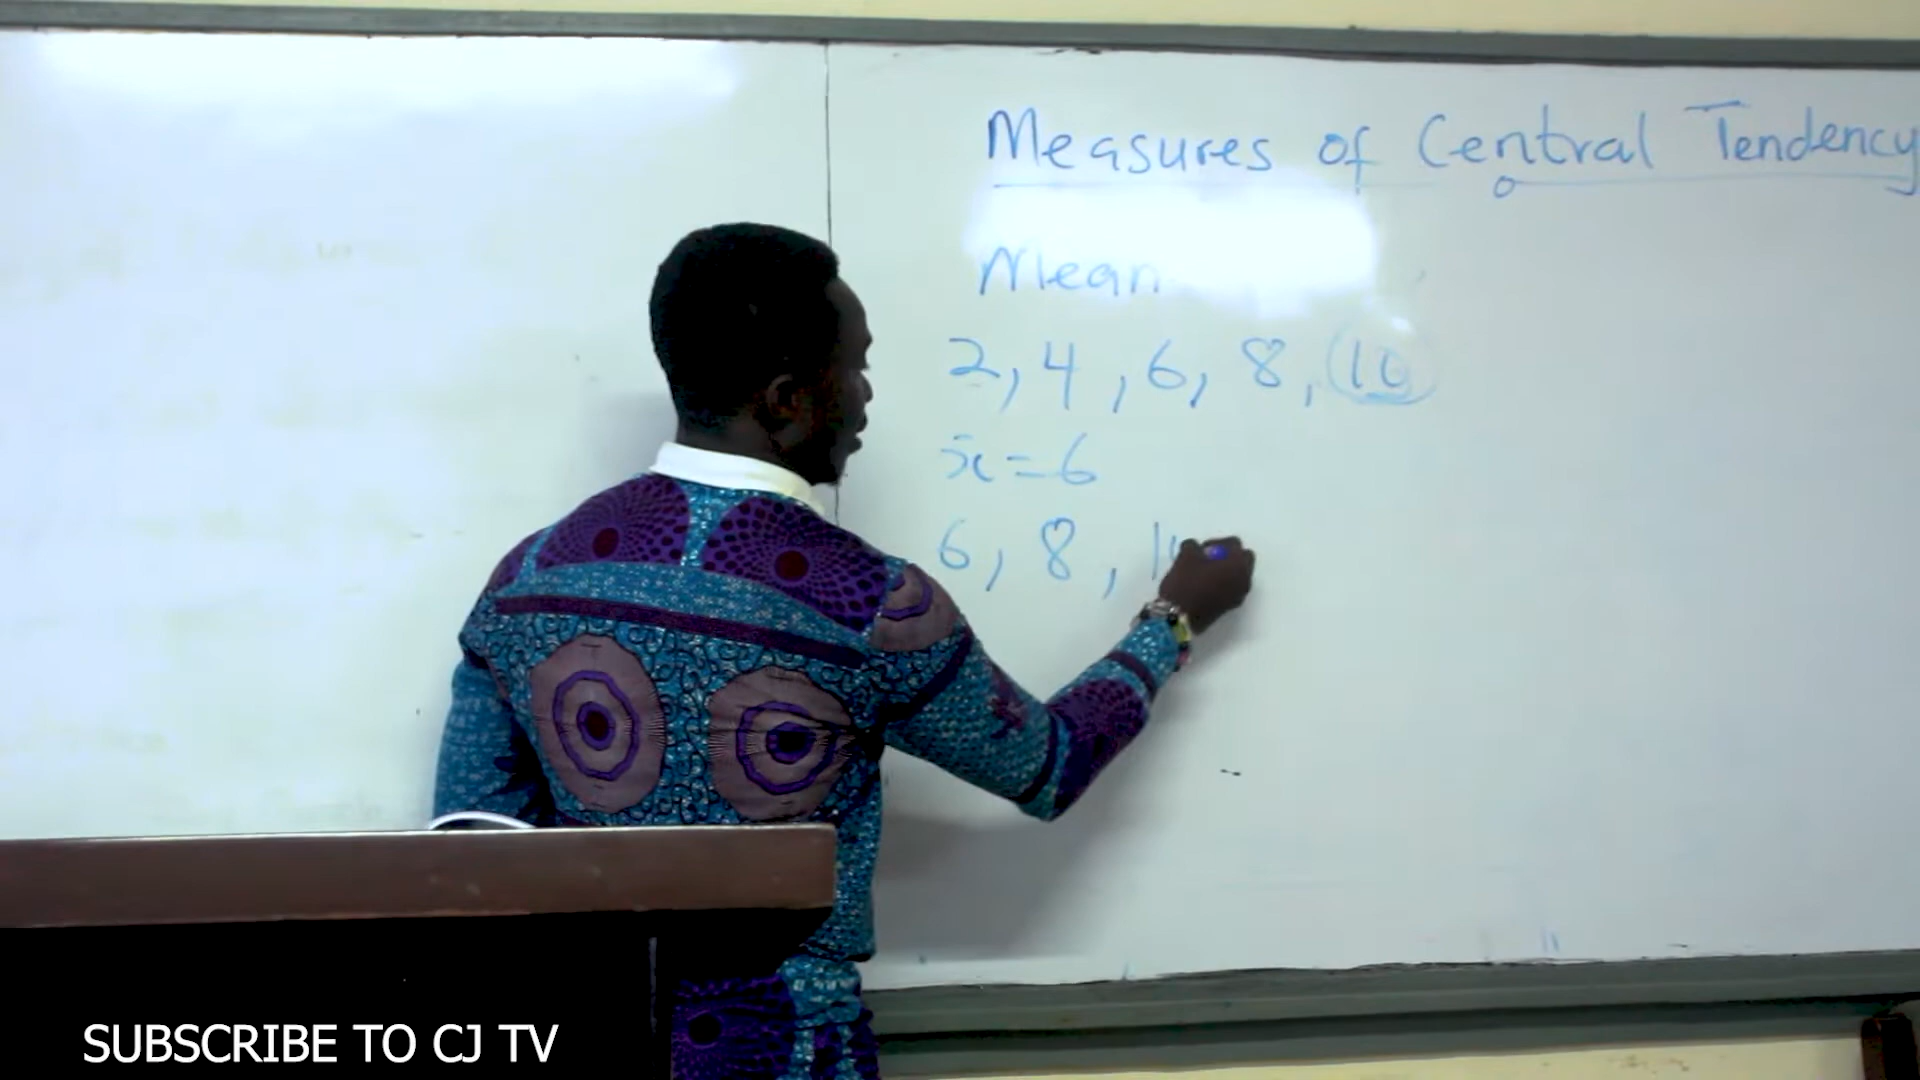 Measures of Central Tendency
Mean
2, 4, 6, 8, 10
x̄ = 6
6, 8,
SUBSCRIBE TO CJ TV